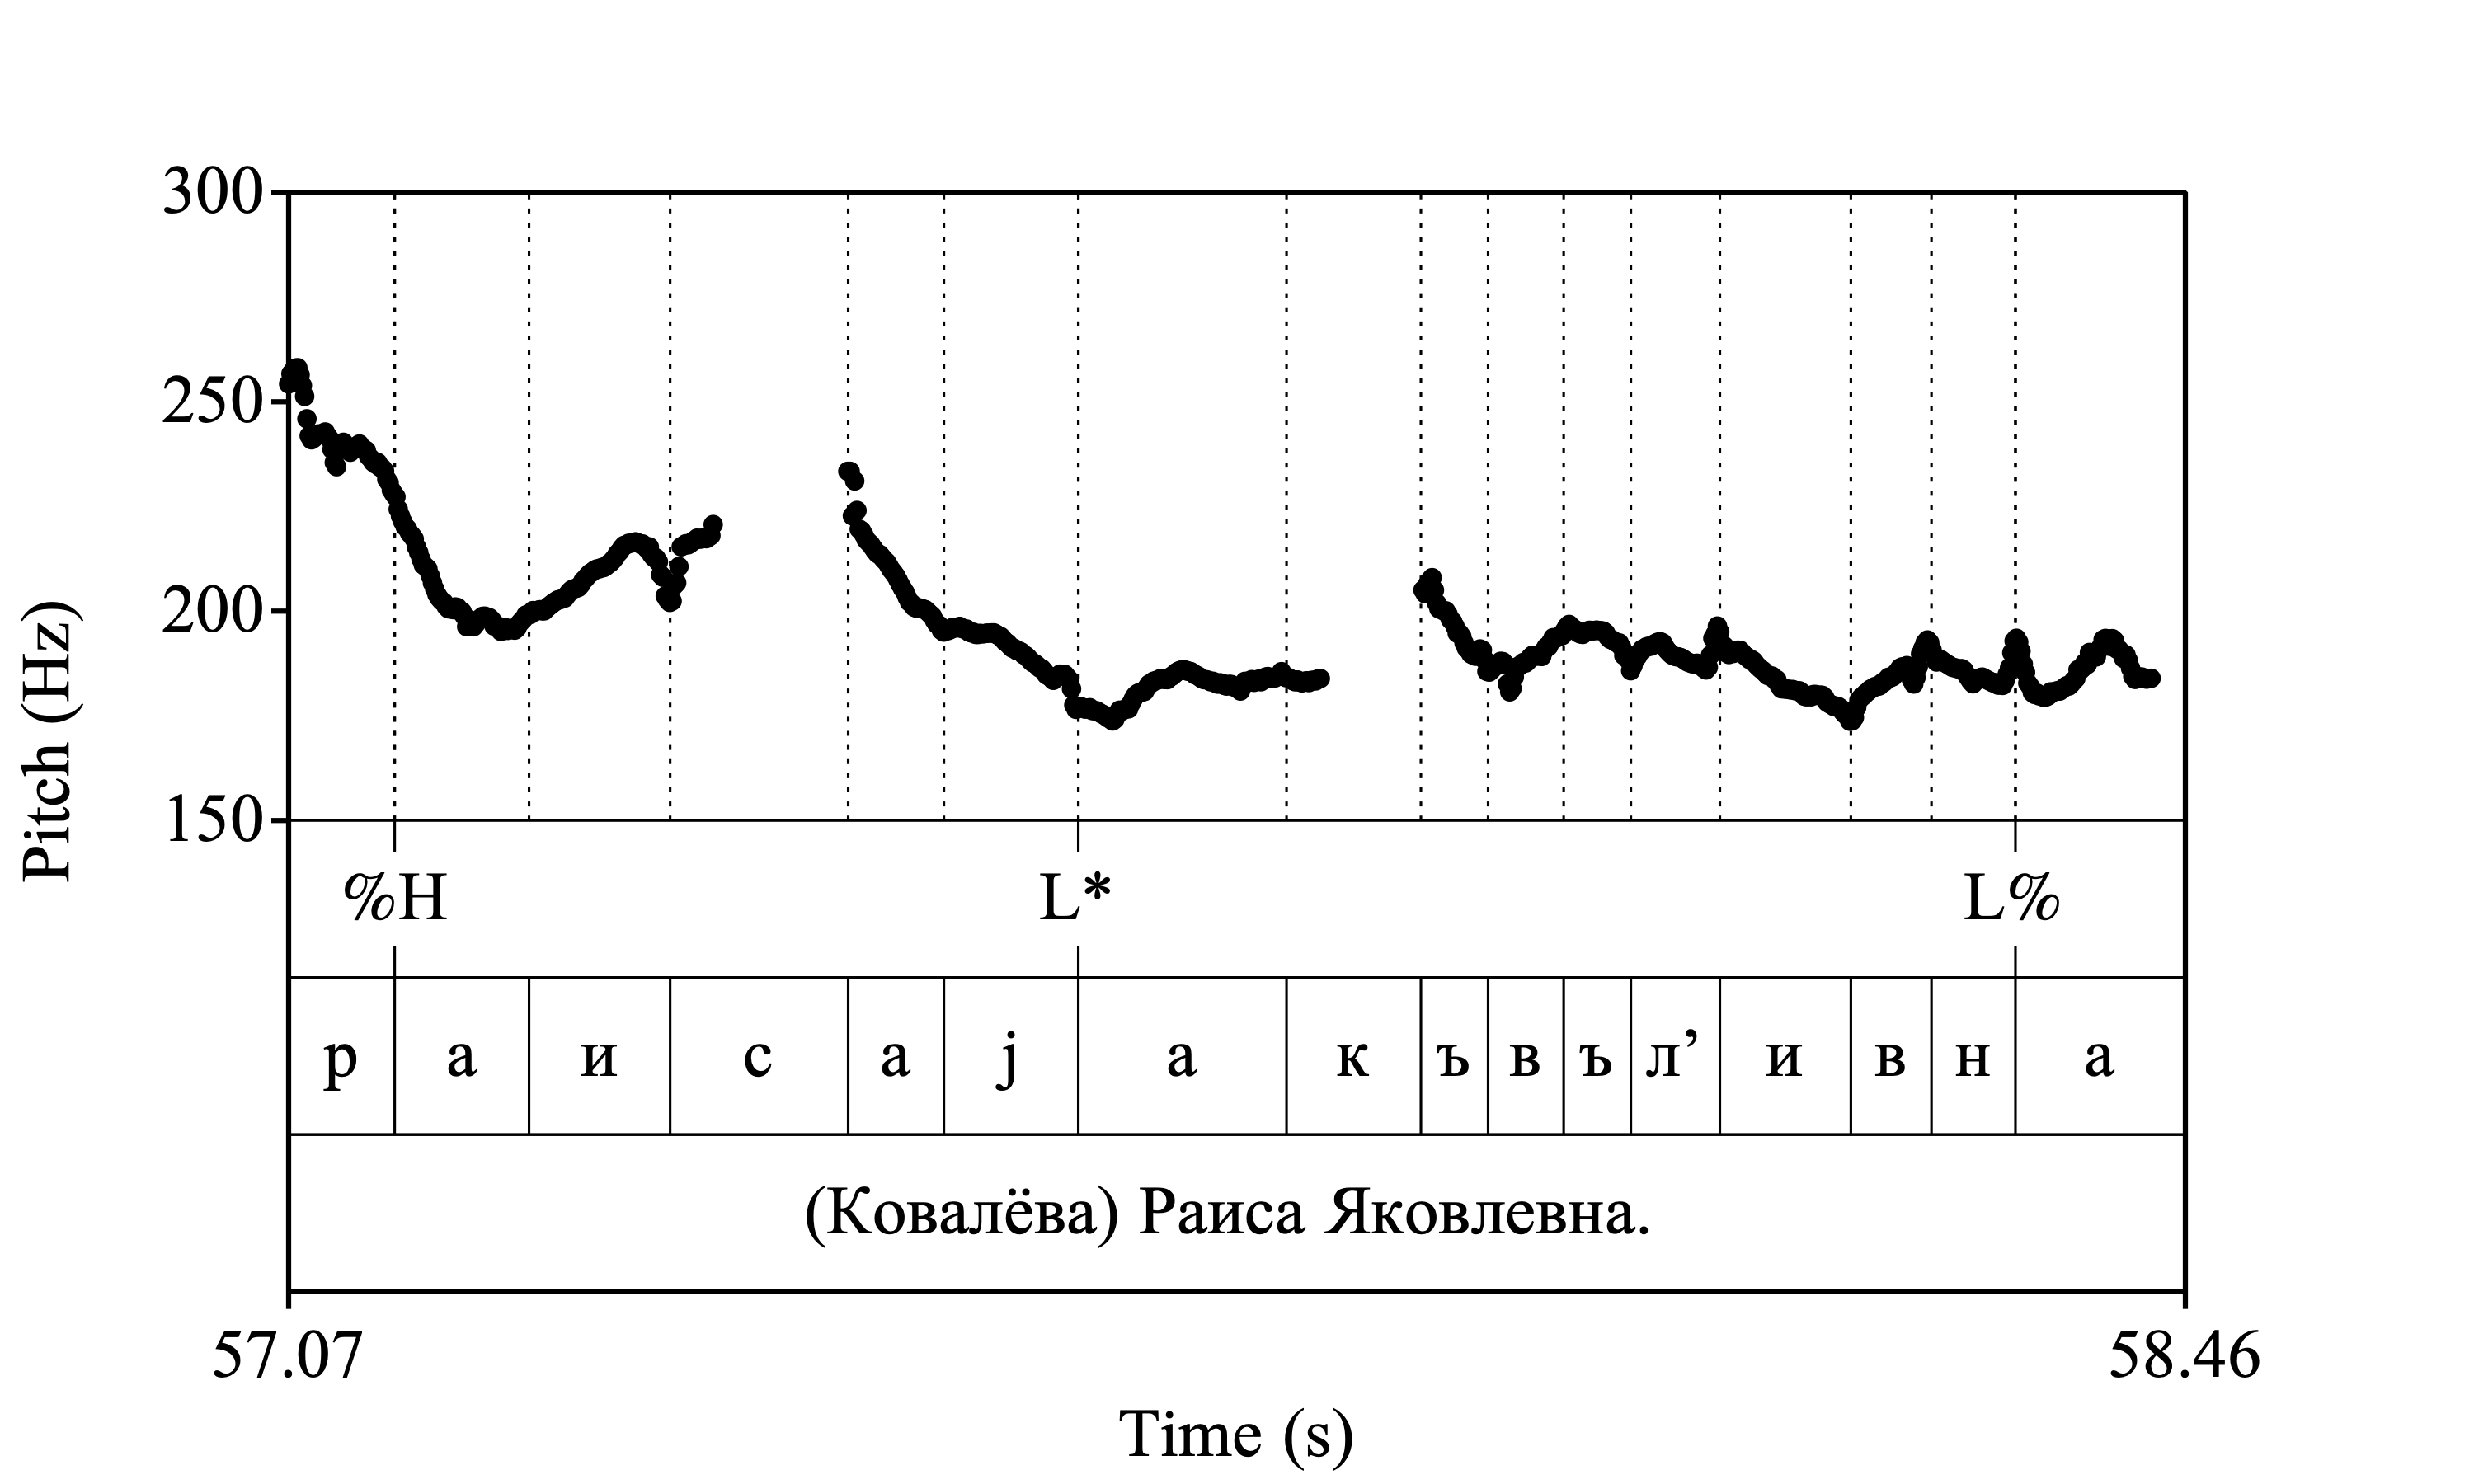 300
250
200
150
Pitch (Hz)
%H L* L%
р а и с а j а к ъ в ъ л’ и в н а
(Ковалёва) Раиса Яковлевна.
57.07 58.46
Time (s)